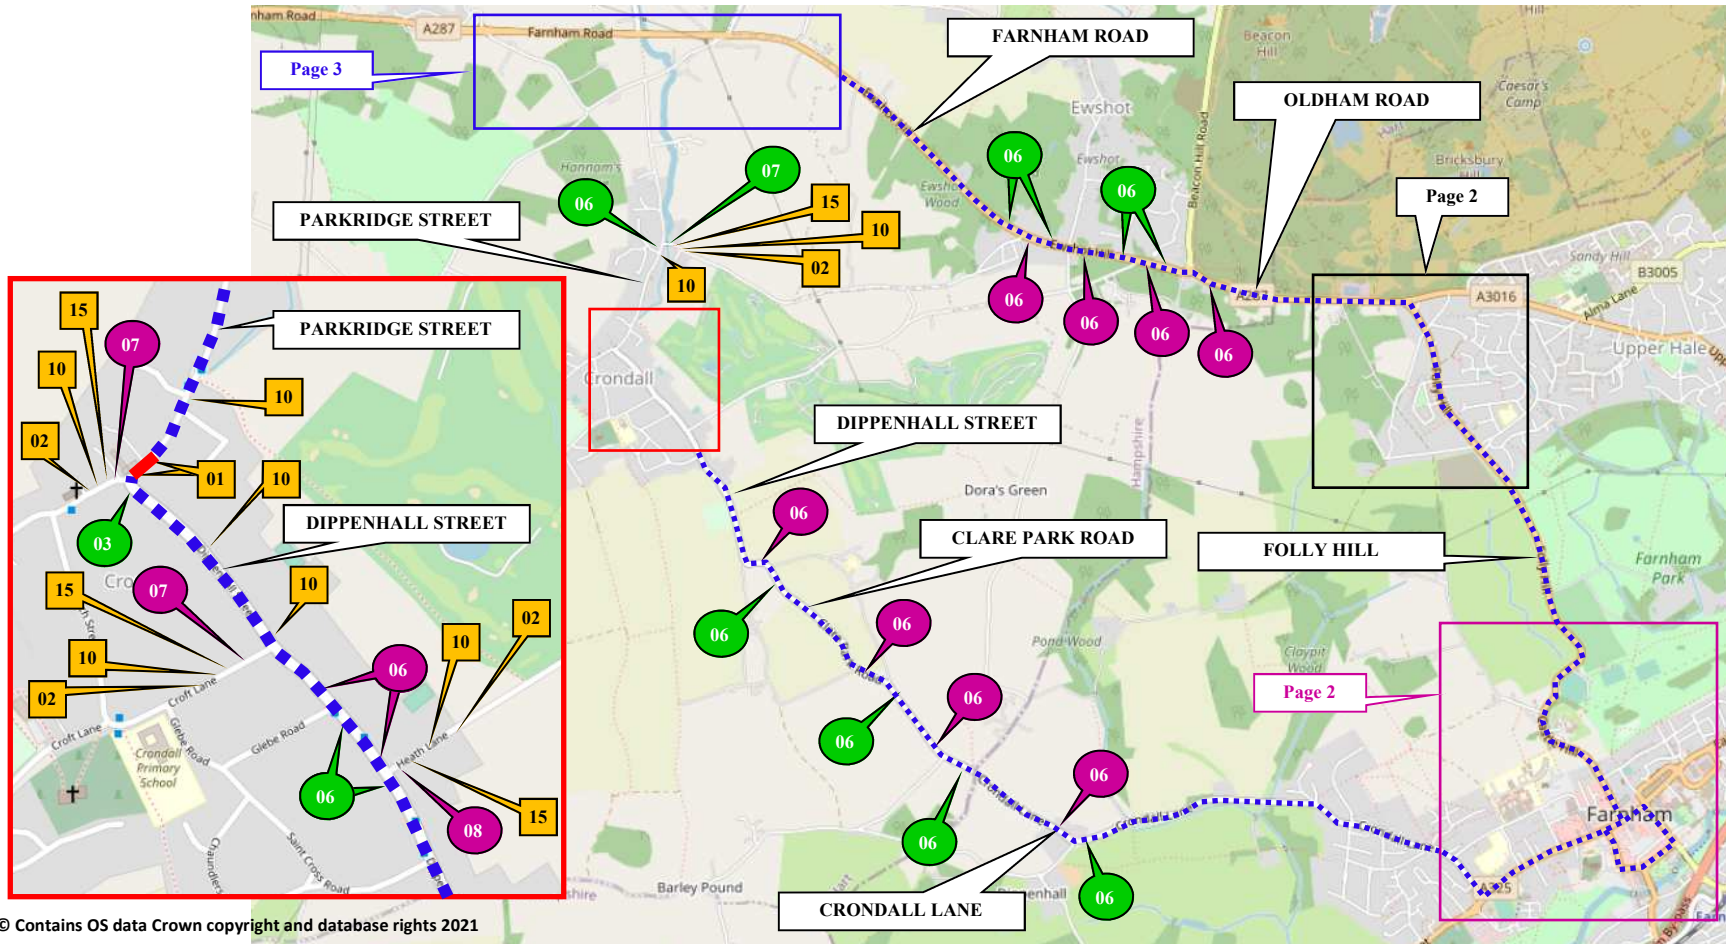 nham Road
A287
Farnham Road
FARNHAM ROAD
Beacon
Hill
Hill
Page 3
Caesar's
Camp
Ewshot
OLDHAM ROAD
Beacon Hill Road
Hannam's
07
06
06
Ewshot
Bricksbury
Hill
06
Page 2
15
Ewshot
Wood
PARKRIDGE STREET
10
02
10
Sandy Hill
B3005
Alma Lane
A3016
06
06
06
06
Upper Hale
Crondall
Hampshire
15
PARKRIDGE STREET
07
10
10
02
01
10
DIPPENHALL STREET
03
07
15
10
10
02
06
10
02
Croft Lane
Croft Lane
Glebe Road
Glebe Road
Heath Lane
Crondall
Primary
School
06
15
08
Saint Cross Road
Chaundlers
DIPPENHALL STREET
Dora's Green
06
CLARE PARK ROAD
FOLLY HILL
Farnham
Park
06
06
Pond Wood
Claypit
Wood
Page 2
06
06
06
06
Farnham
A325
Barley Pound
06
CRONDALL LANE
© Contains OS data Crown copyright and database rights 2021